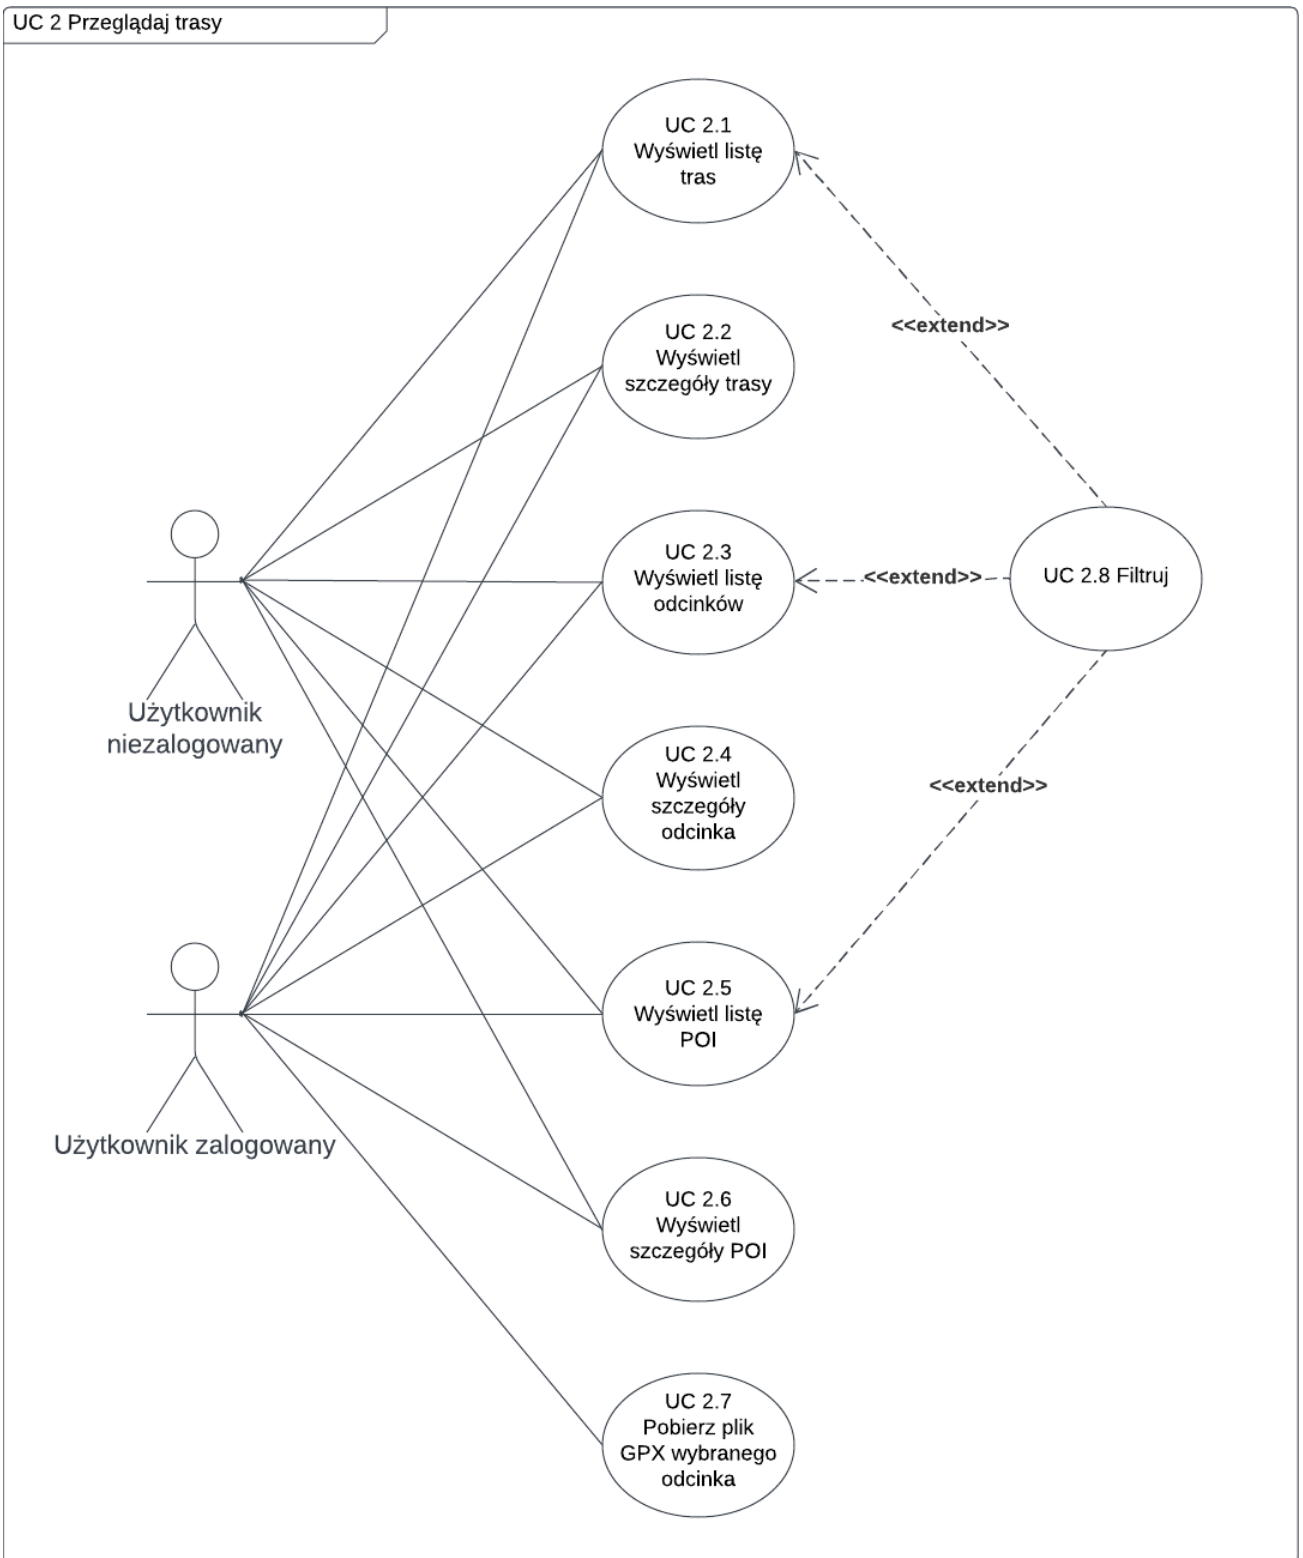 UC 2 Przeglądaj trasy
UC 2.1
Wyświetl listę
tras
<<extend>>
UC 2.2
Wyświetl
szczegóły trasy
UC 2.3
Wyświetl listę
odcinków
<<extend>>
UC 2.8 Filtruj
Użytkownik
niezalogowany
UC 2.4
Wyświetl
szczegóły
odcinka
<<extend>>
UC 2.5
Wyświetl listę
POI
Użytkownik zalogowany
UC 2.6
Wyświetl
szczegóły POI
UC 2.7
Pobierz plik
GPX wybranego
odcinka